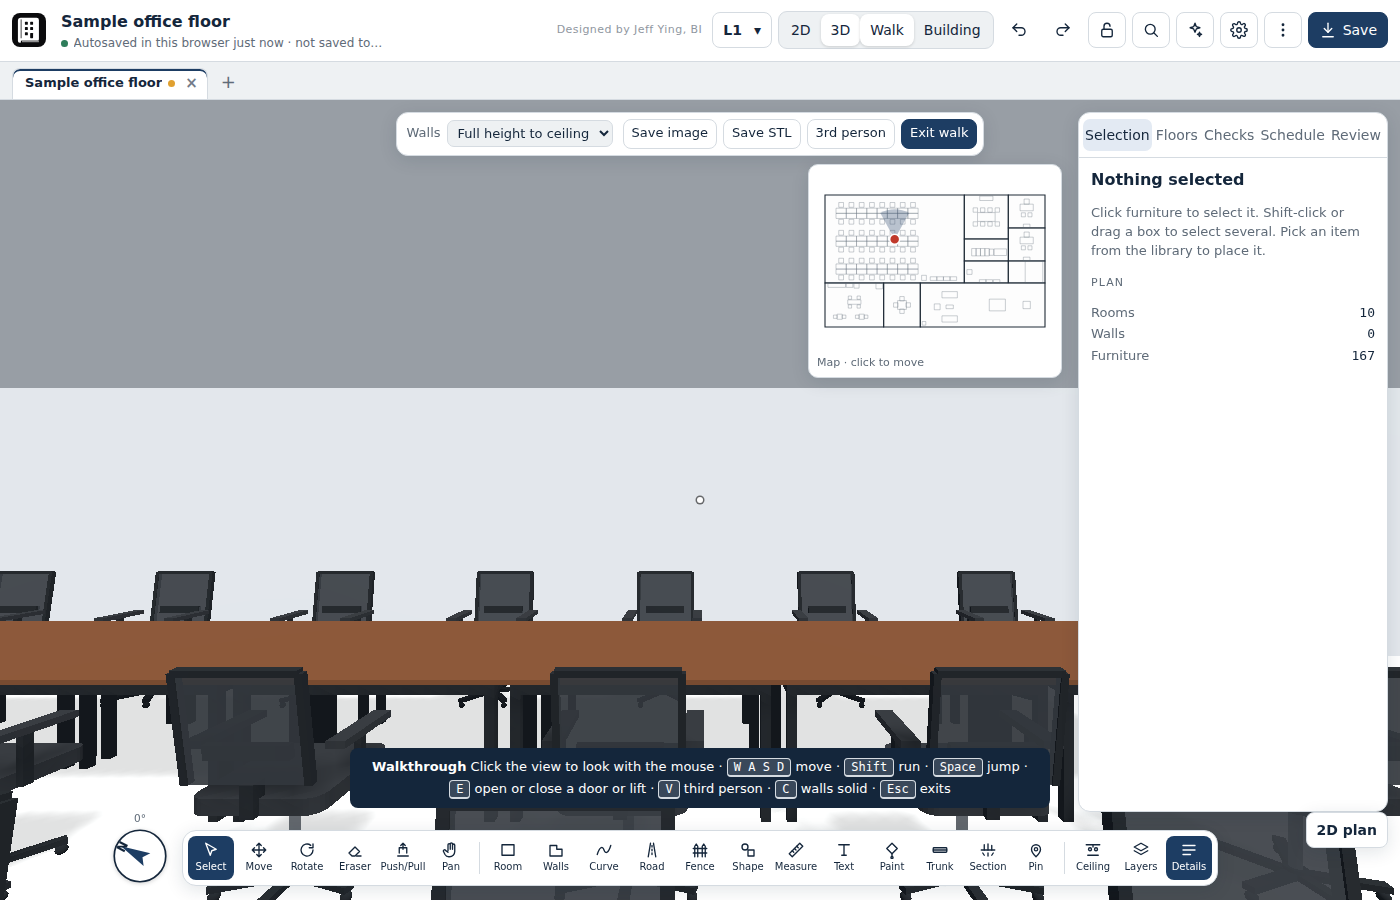 Sample office floor
Autosaved in this browser just now · not saved to…
Designed by Jeff Ying, BI
L1 ▾
2D 3D Walk Building
Save
Sample office floor ×
+
Walls Full height to ceiling Save image Save STL 3rd person Exit walk
Map · click to move
Selection Floors Checks Schedule Review
Nothing selected
Click furniture to select it. Shift-click or
drag a box to select several. Pick an item
from the library to place it.
PLAN
Rooms 10
Walls 0
Furniture 167
Walkthrough Click the view to look with the mouse · W A S D move · Shift run · Space jump ·
E open or close a door or lift · V third person · C walls solid · Esc exits
0°
N
2D plan
Select Move Rotate Eraser Push/Pull Pan Room Walls Curve Road Fence Shape Measure Text Paint Trunk Section Pin Ceiling Layers Details